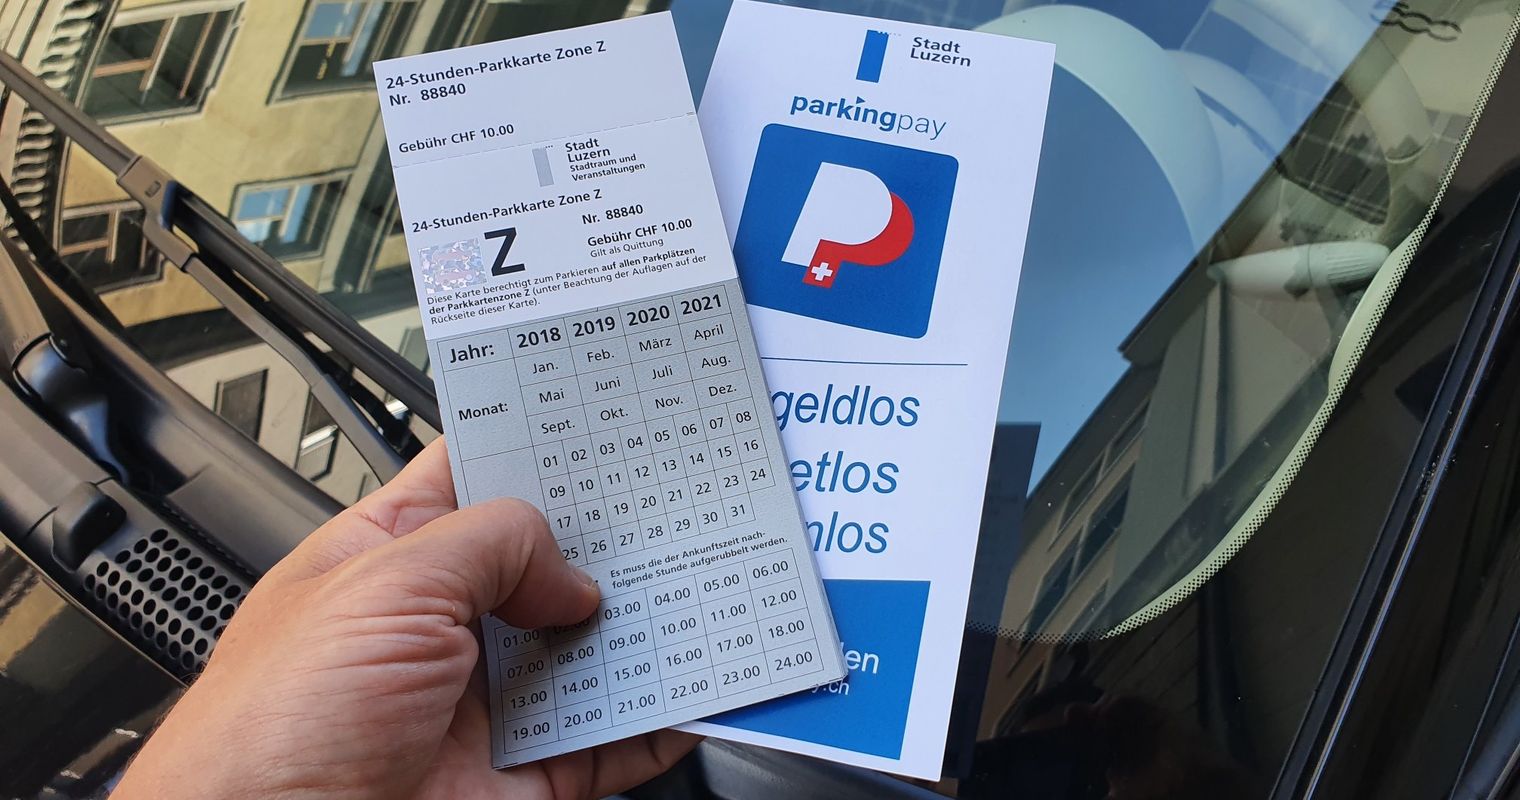 24-Stunden-Parkkarte Zone Z
Nr. 88840
Gebühr CHF 10.00
Stadt
Luzern
Stadtraum und
Veranstaltungen
24-Stunden-Parkkarte Zone Z
Z
Nr. 88840
Gebühr CHF 10.00
Gilt als Quittung
Diese Karte berechtigt zum Parkieren auf allen Parkplätzen
der Parkkartenzone Z (unter Beachtung der Auflagen auf der
Rückseite dieser Karte).
Jahr: 2018 2019 2020 2021
Monat:
Jan. Feb. März April
Mai Juni Juli Aug.
Sept. Okt. Nov. Dez.
01 02 03 04 05 06 07 08
09 10 11 12 13 14 15 16
17 18 19 20 21 22 23 24
25 26 27 28 29 30 31
Es muss die der Ankunftszeit nach-
folgende Stunde aufgerubbelt werden.
01.00 02.00 03.00 04.00 05.00 06.00
07.00 08.00 09.00 10.00 11.00 12.00
13.00 14.00 15.00 16.00 17.00 18.00
19.00 20.00 21.00 22.00 23.00 24.00
Stadt
Luzern
parkingpay
P
geldlos
etlos
nlos
den
y.ch